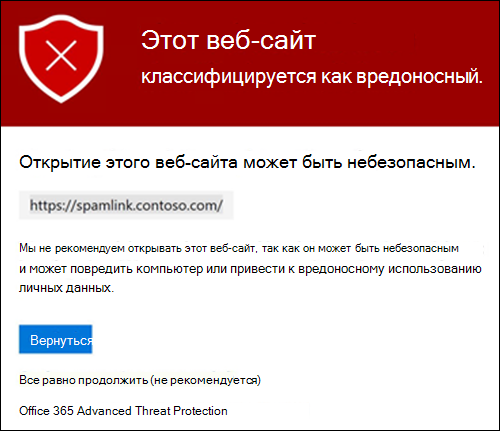 Этот веб-сайт
классифицируется как вредоносный.
Открытие этого веб-сайта может быть небезопасным.
https://spamlink.contoso.com/
Мы не рекомендуем открывать этот веб-сайт, так как он может быть небезопасным
и может повредить компьютер или привести к вредоносному использованию
личных данных.
Вернуться
Все равно продолжить (не рекомендуется)
Office 365 Advanced Threat Protection